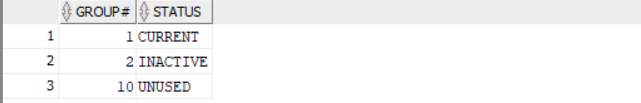 GROUP# STATUS
1 1 CURRENT
2 2 INACTIVE
3 10 UNUSED